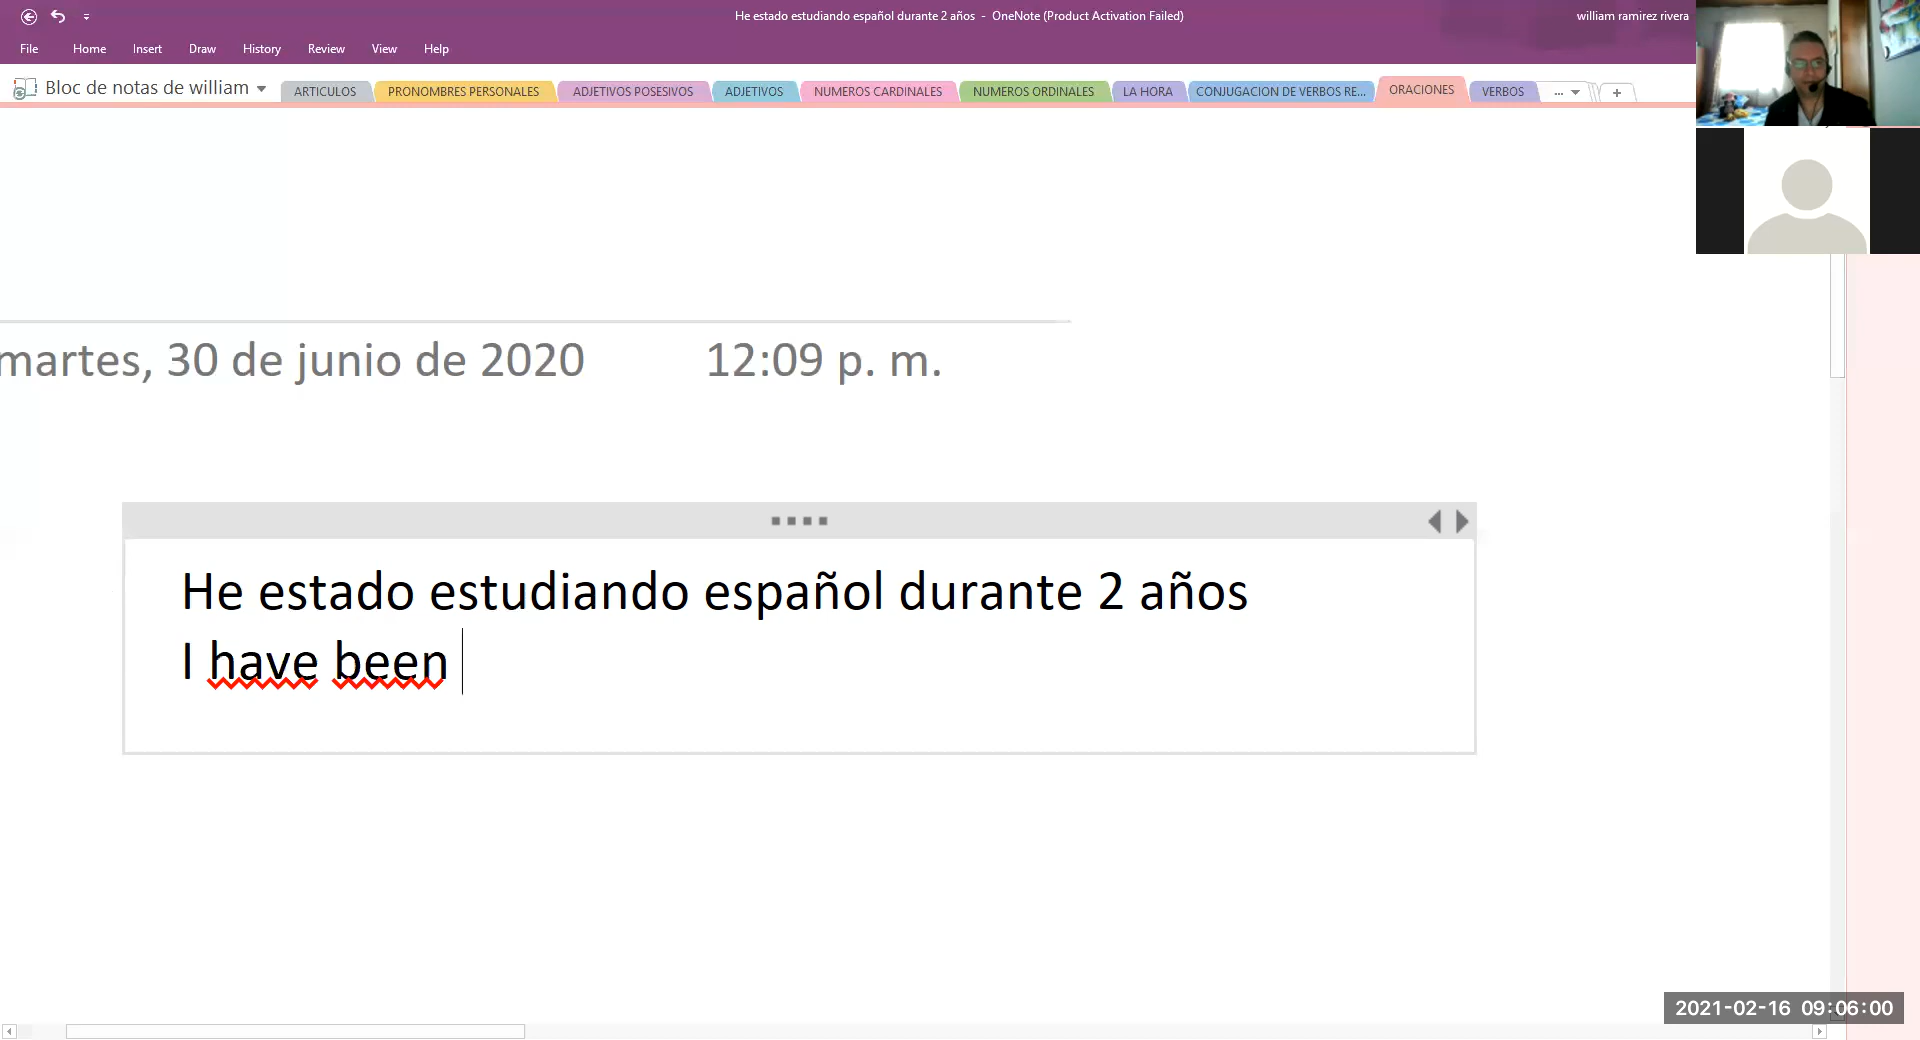 He estado estudiando español durante 2 años - OneNote (Product Activation Failed)
william ramirez rivera
File Home Insert Draw History Review View Help
Bloc de notas de william
ARTICULOS PRONOMBRES PERSONALES ADJETIVOS POSESIVOS ADJETIVOS NUMEROS CARDINALES NUMEROS ORDINALES LA HORA CONJUGACION DE VERBOS RE... ORACIONES VERBOS ...
martes, 30 de junio de 2020 12:09 p. m.
He estado estudiando español durante 2 años
I have been
2021-02-16 09:06:00